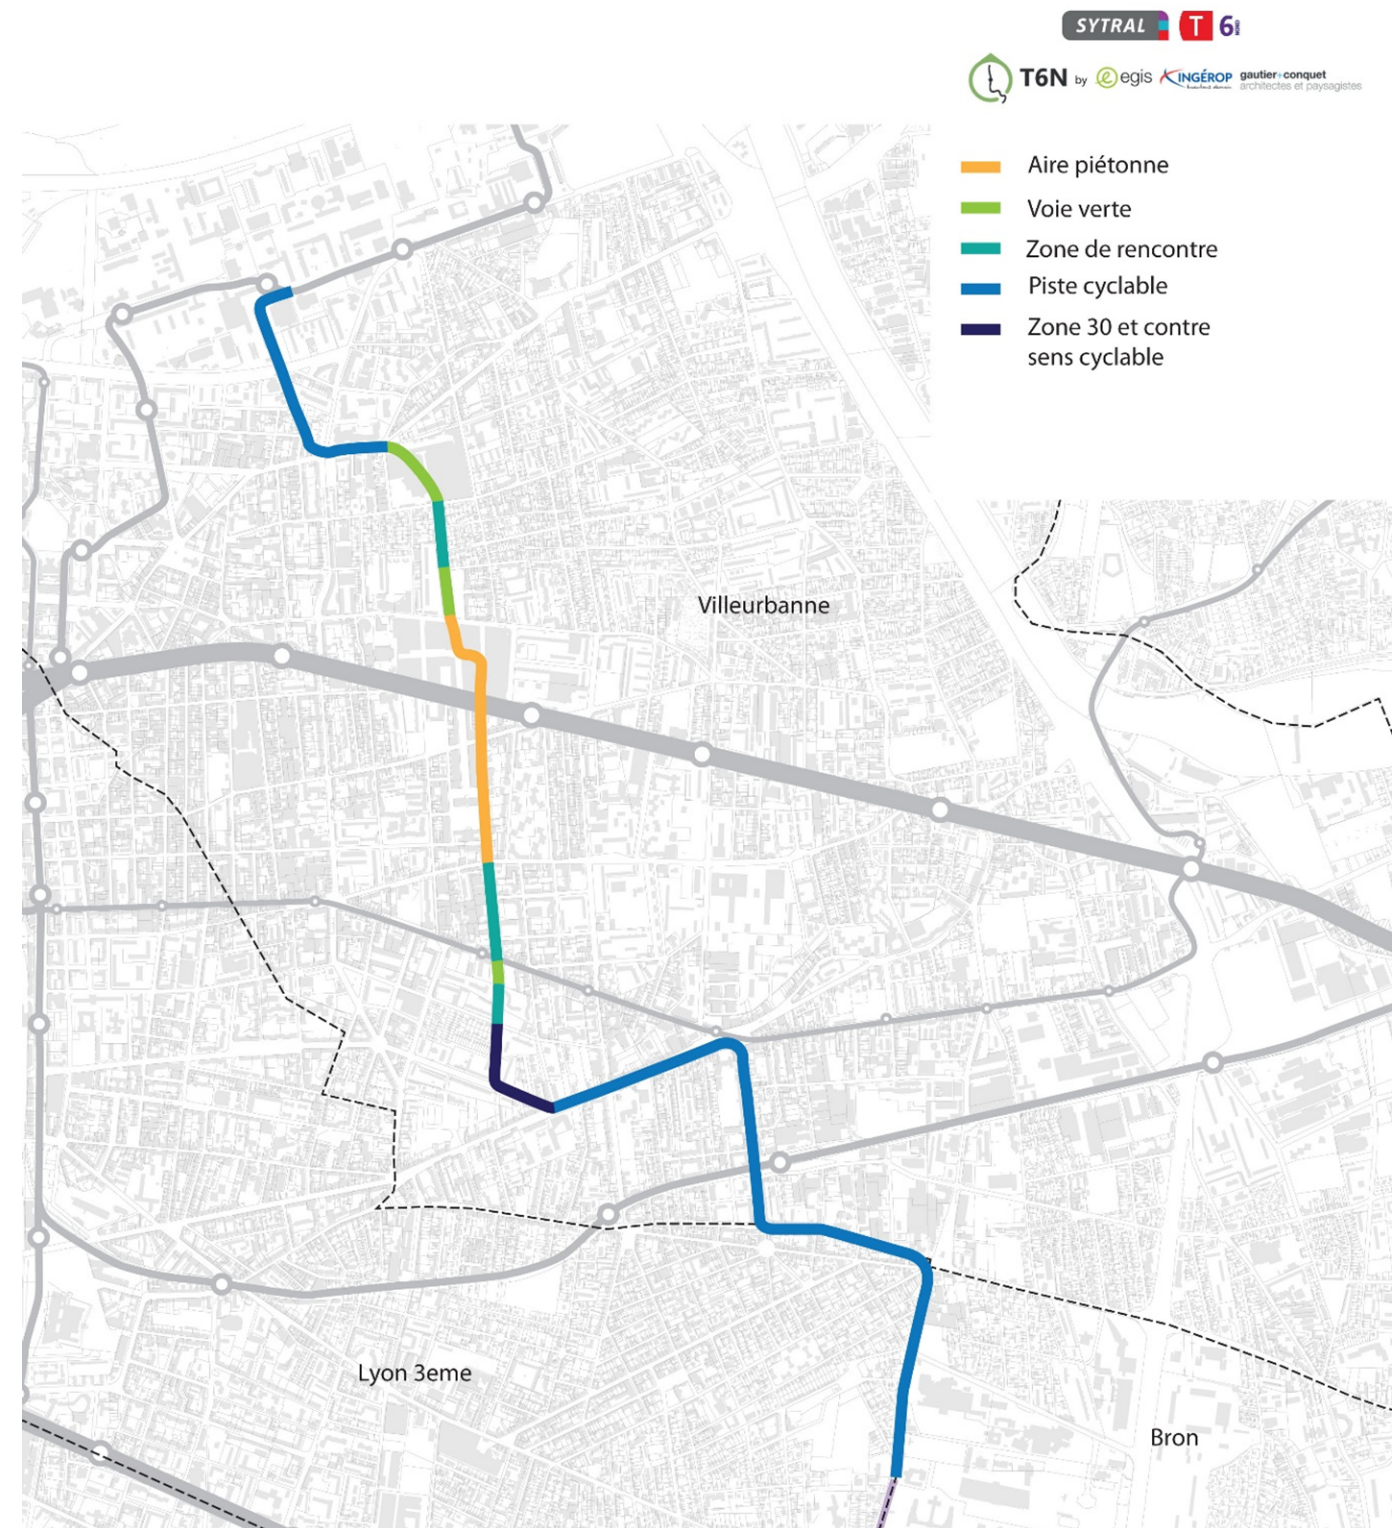 SYTRAL T 6 NORD
T6N by egis INGÉROP gautier+conquet
architectes et paysagistes
Aire piétonne
Voie verte
Zone de rencontre
Piste cyclable
Zone 30 et contre
sens cyclable
Villeurbanne
Lyon 3eme
Bron